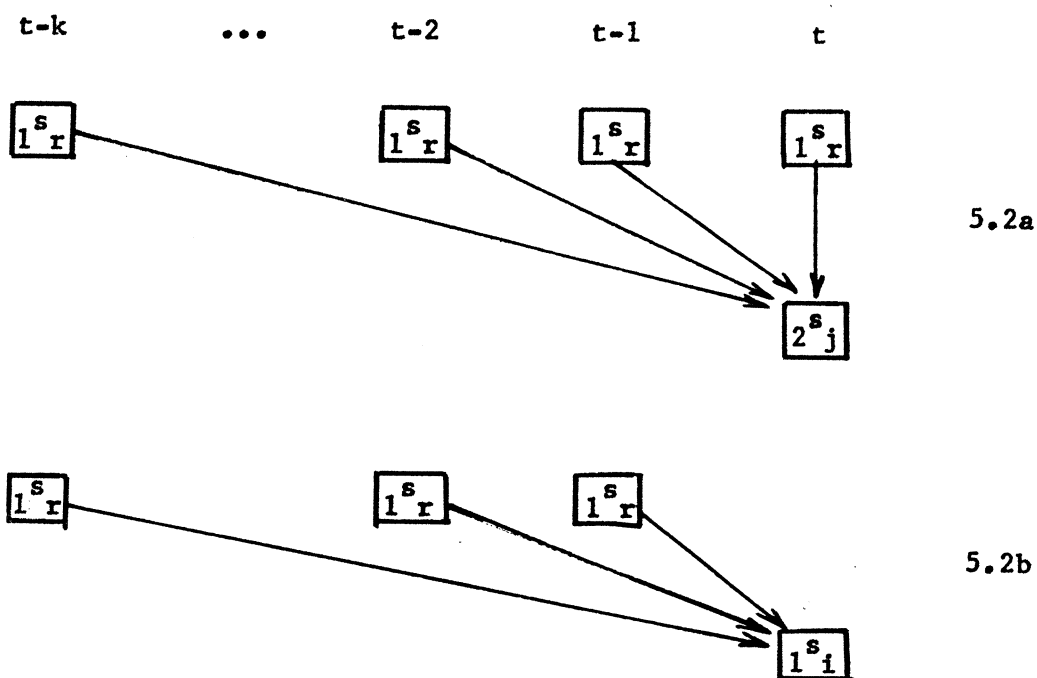 t-k ... t-2 t-1 t
1sr 1sr 1sr 1sr
5.2a
2sj
1sr 1sr 1sr
5.2b
1si